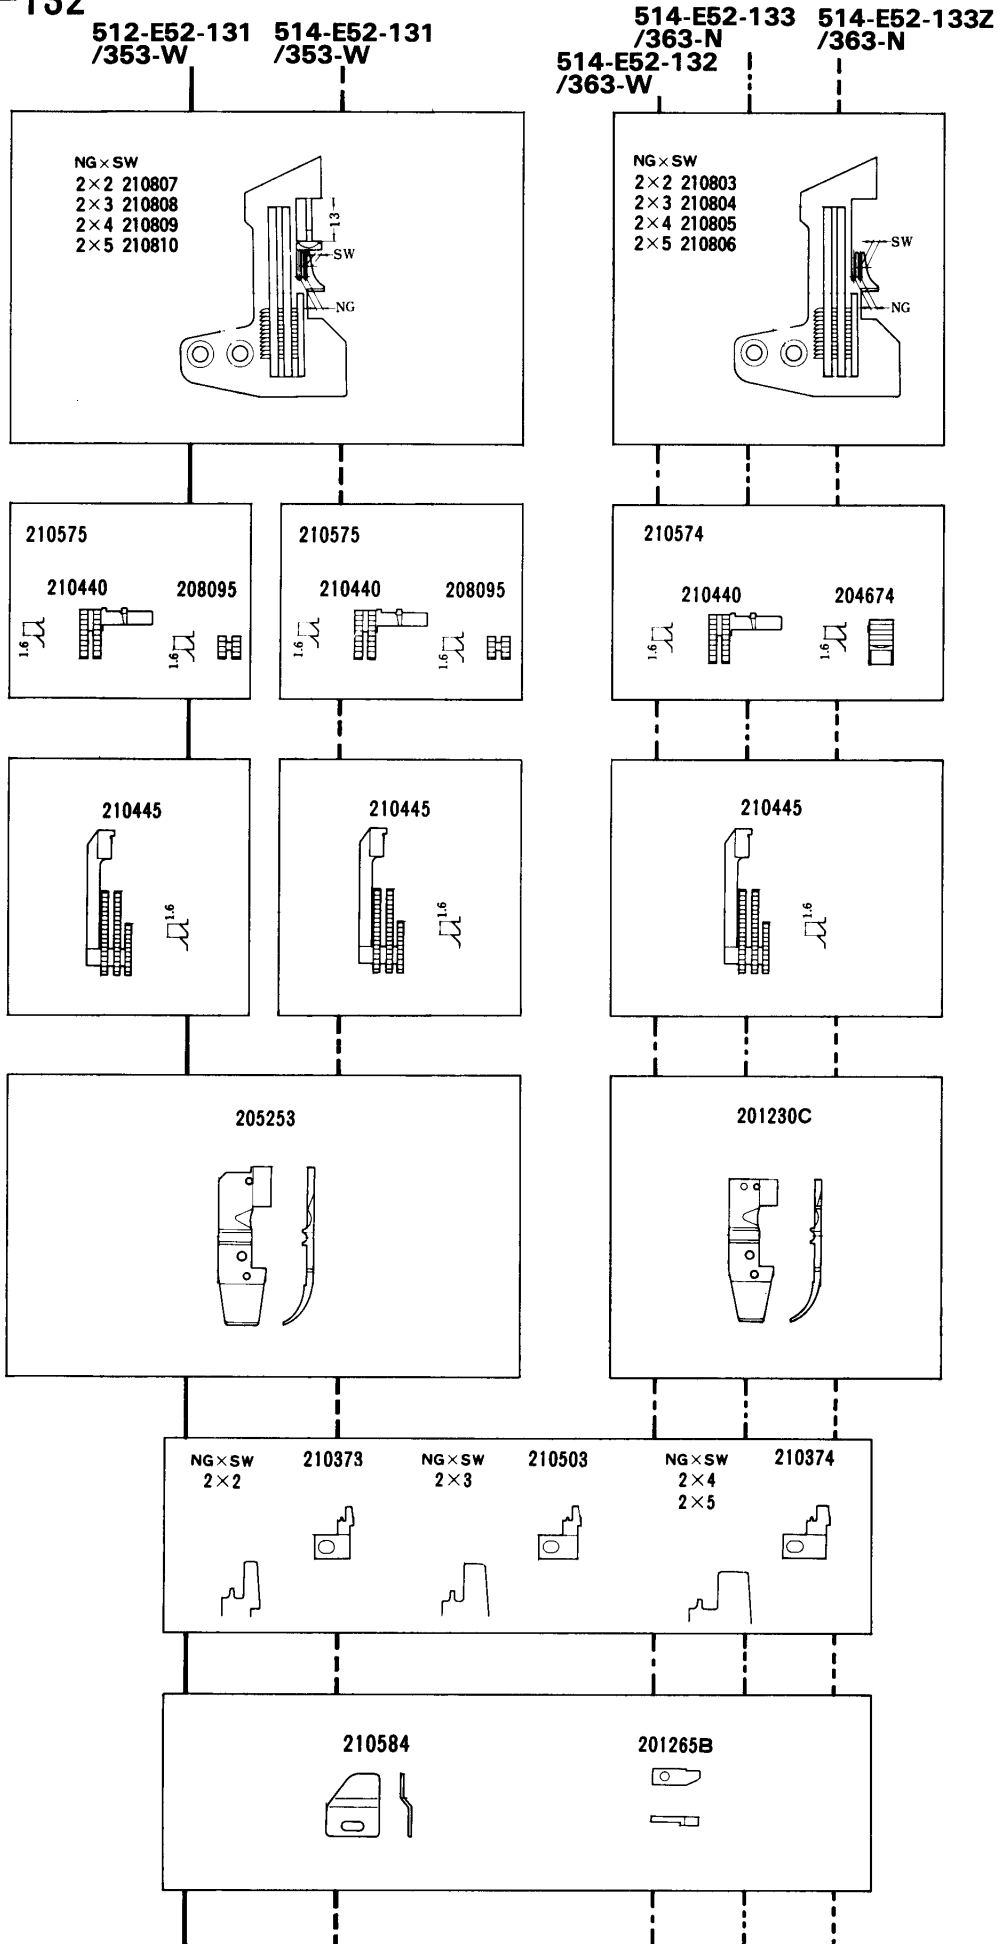 -132
512-E52-131
/353-W
514-E52-131
/353-W
514-E52-132
/363-W
514-E52-133
/363-N
514-E52-133Z
/363-N
NG×SW
2×2 210807
2×3 210808
2×4 210809
2×5 210810
13
SW
NG
NG×SW
2×2 210803
2×3 210804
2×4 210805
2×5 210806
SW
NG
210575
210440
208095
1.6
1.6
210575
210440
208095
1.6
1.6
210574
210440
204674
1.6
1.6
210445
1.6
210445
1.6
210445
1.6
205253
201230C
NG×SW
2×2
210373
NG×SW
2×3
210503
NG×SW
2×4
2×5
210374
210584
201265B